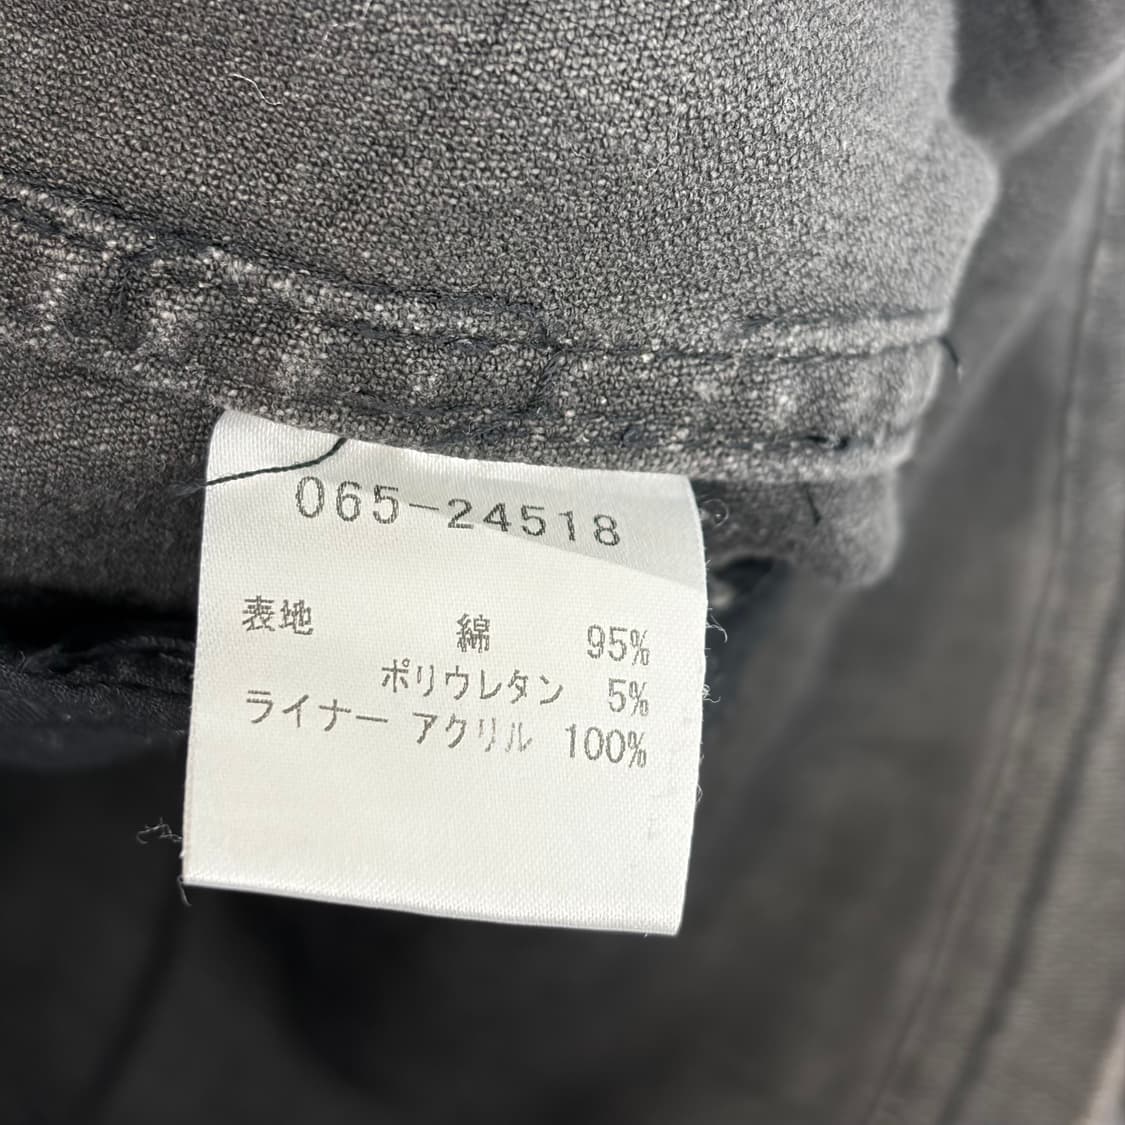 065-24518
表地 綿 95%
ポリウレタン 5%
ライナー アクリル 100%